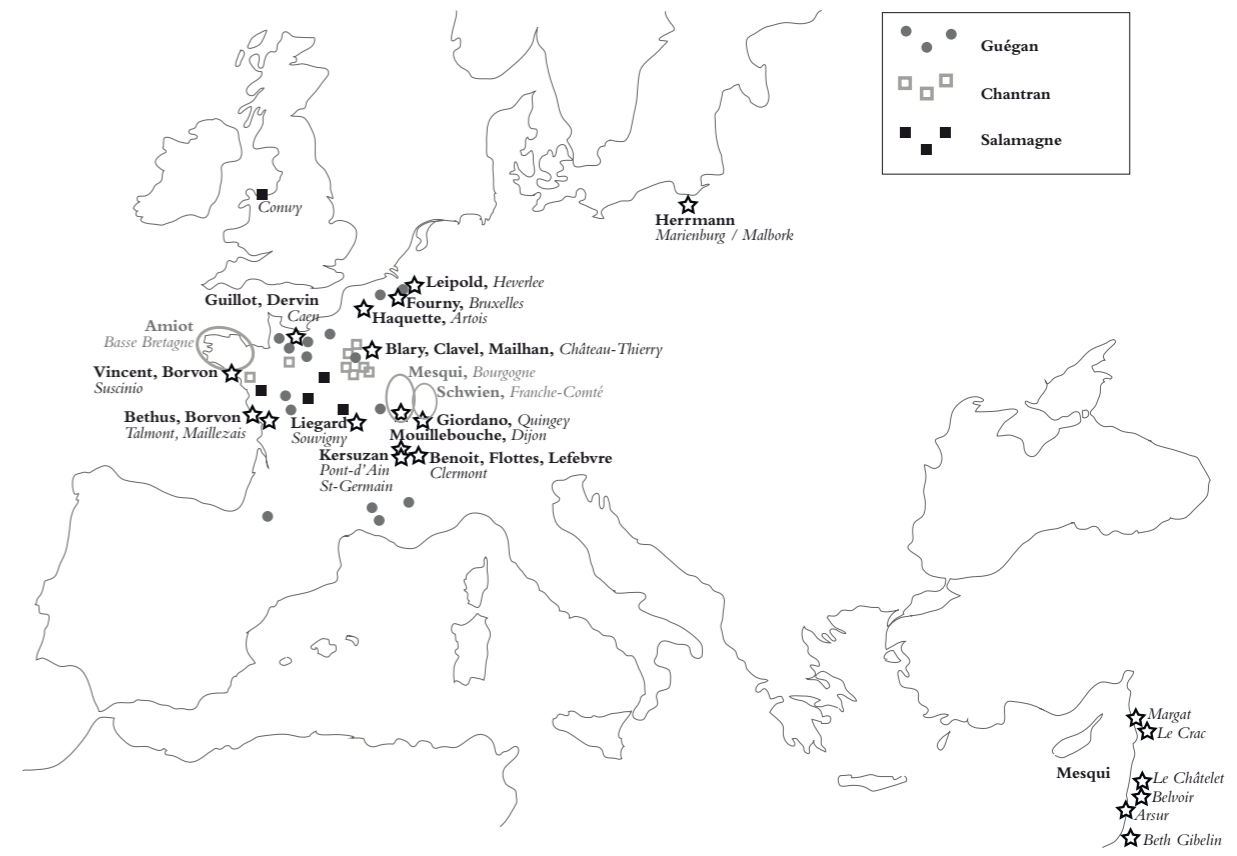 Guégan
Chantran
Salamagne
Conwy
Herrmann
Marienburg / Malbork
Leipold, Heverlee
Guillot, Dervin
Caen
Fourny, Bruxelles
Haquette, Artois
Amiot
Basse Bretagne
Blary, Clavel, Mailhan, Château-Thierry
Vincent, Borvon
Suscinio
Mesqui, Bourgogne
Schwien, Franche-Comté
Bethus, Borvon
Talmont, Maillezais
Liegard
Souvigny
Giordano, Quingey
Mouillebouche, Dijon
Kersuzan
Pont-d'Ain
St-Germain
Benoit, Flottes, Lefebvre
Clermont
Margat
Le Crac
Mesqui
Le Châtelet
Belvoir
Arsur
Beth Gibelin